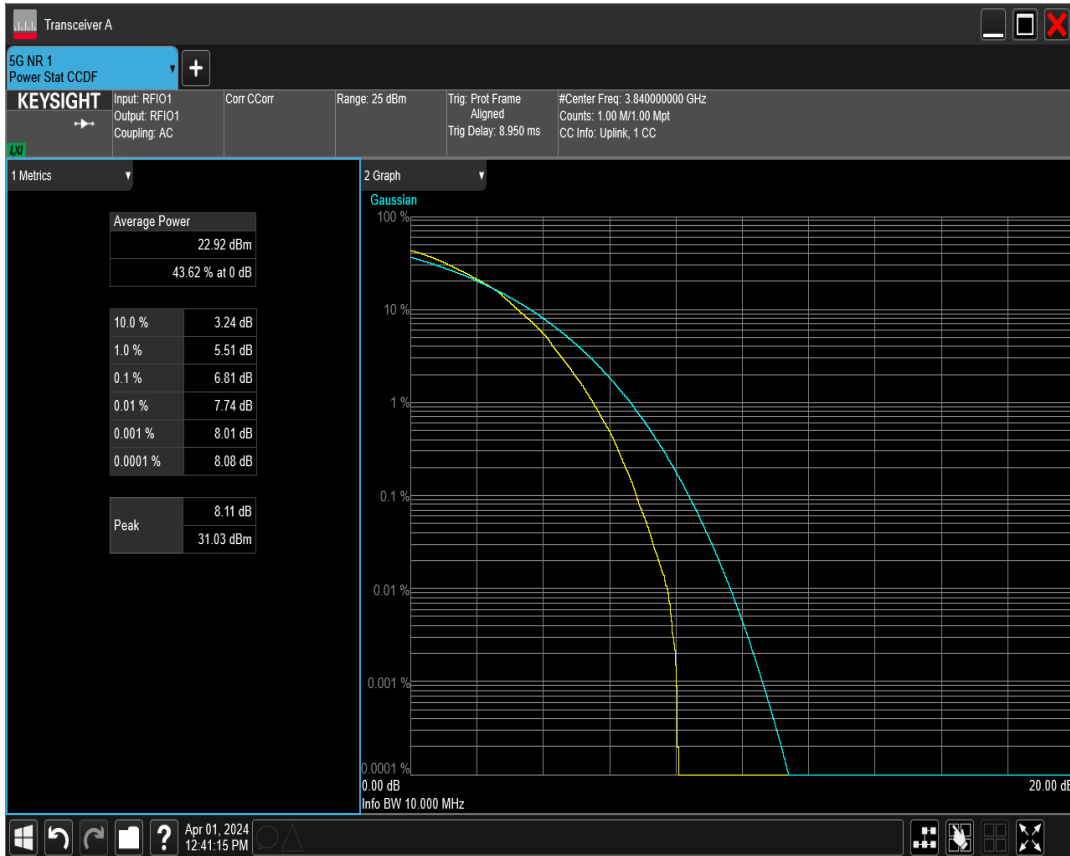 Transceiver A
5G NR 1
Power Stat CCDF
+
KEYSIGHT
LXI
Input: RFIO1
Output: RFIO1
Coupling: AC
Corr CCorr
Range: 25 dBm
Trig: Prot Frame
Aligned
Trig Delay: 8.950 ms
#Center Freq: 3.840000000 GHz
Counts: 1.00 M/1.00 Mpt
CC Info: Uplink, 1 CC
1 Metrics
Average Power
22.92 dBm
43.62 % at 0 dB
10.0 % 3.24 dB
1.0 % 5.51 dB
0.1 % 6.81 dB
0.01 % 7.74 dB
0.001 % 8.01 dB
0.0001 % 8.08 dB
Peak 8.11 dB
31.03 dBm
2 Graph
Gaussian
100 %
10 %
1 %
0.1 %
0.01 %
0.001 %
0.0001 %
0.00 dB 20.00 dB
Info BW 10.000 MHz
?
Apr 01, 2024
12:41:15 PM